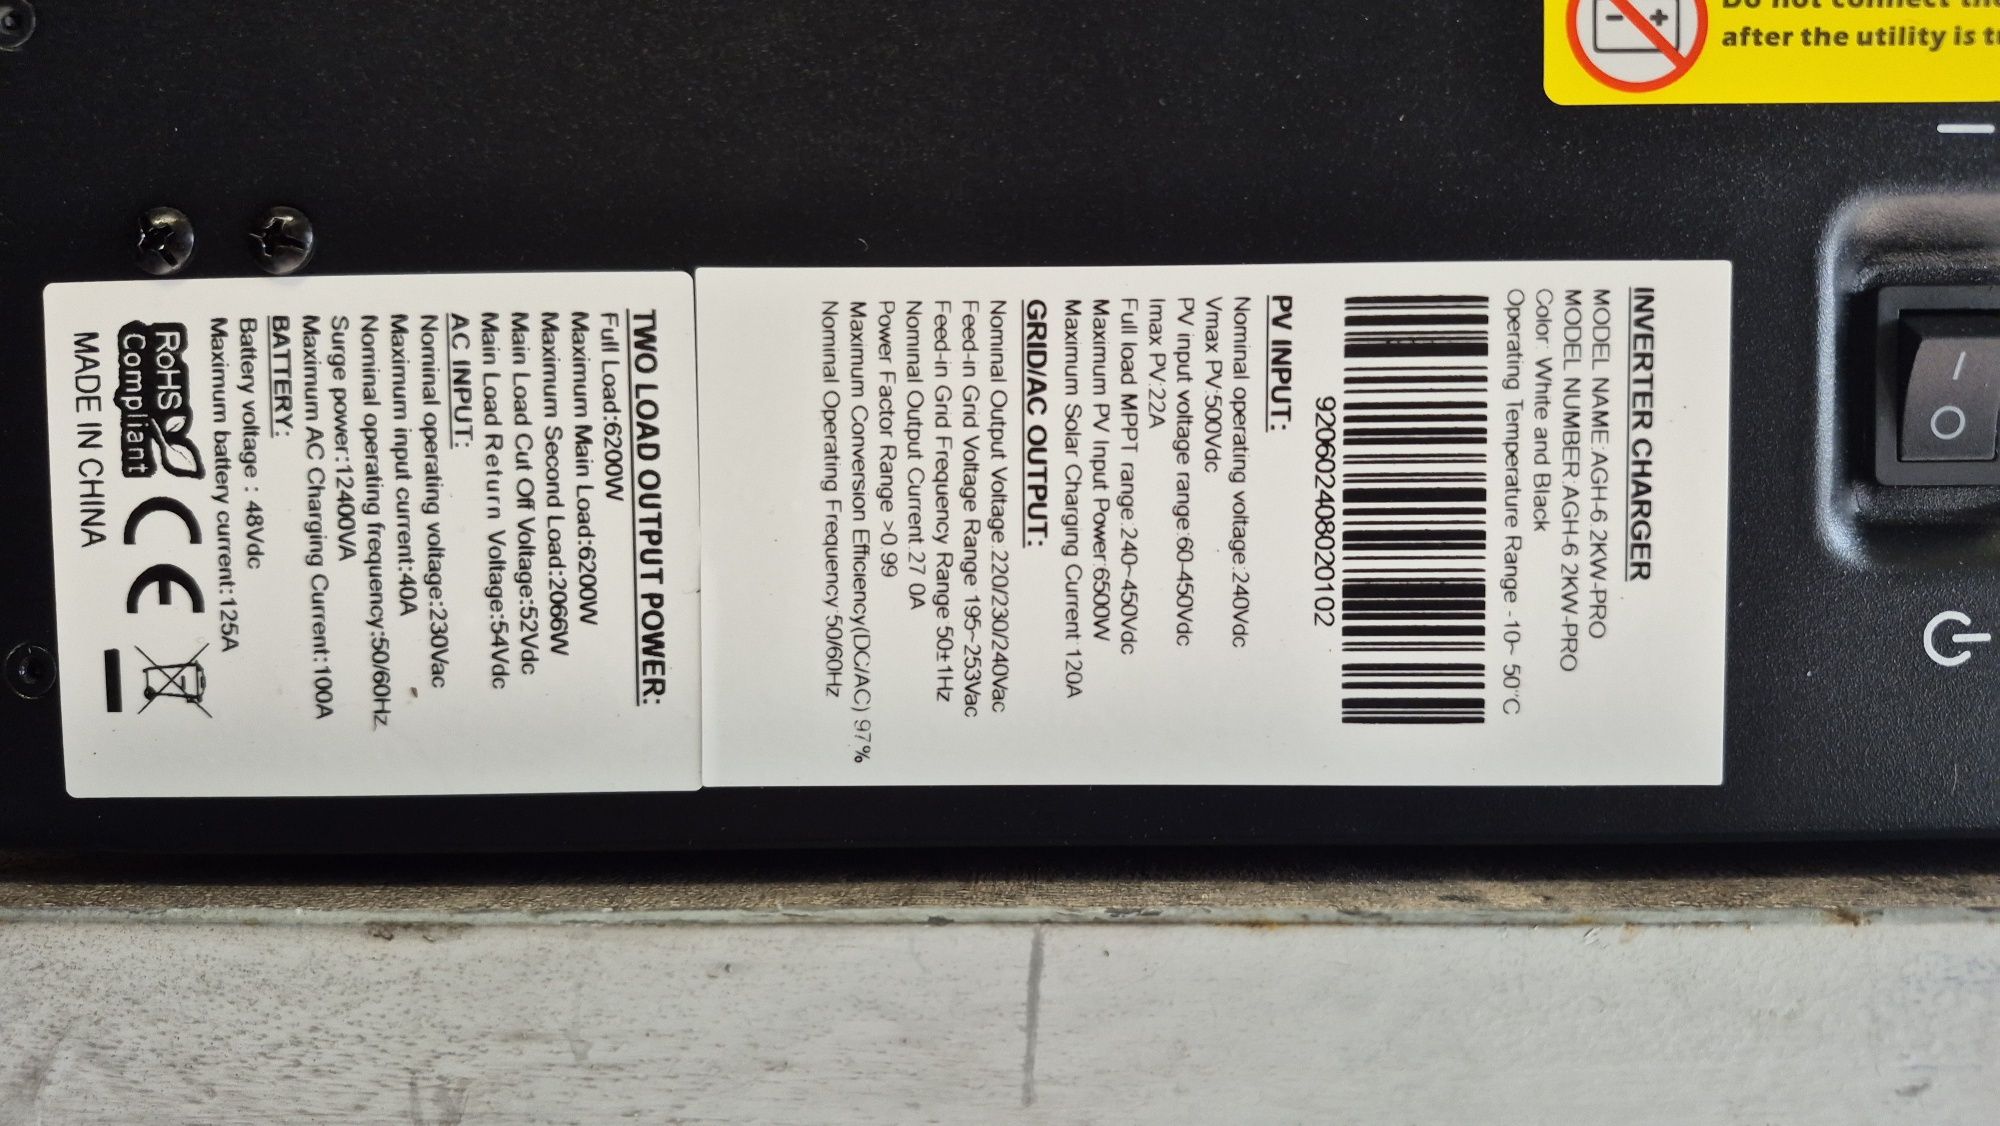 after the utility is
INVERTER CHARGER
MODEL NAME:AGH-6.2KW-PRO
MODEL NUMBER:AGH-6 2KW-PRO
Color: White and Black
Operating Temperature Range -10~ 50°C
92060240802010​2
PV INPUT:
Nominal operating voltage:240Vdc
Vmax PV:500Vdc
PV input voltage range:60-450Vdc
Imax PV:22A
Full load MPPT range:240~450Vdc
Maximum PV Input Power:6500W
Maximum Solar Charging Current 120A
GRID/AC OUTPUT:
Nominal Output Voltage:220/230/240Vac
Feed-in Grid Voltage Range 195~253Vac
Feed-in Grid Frequency Range 50±1Hz
Nominal Output Current.27 0A
Power Factor Range >0 99
Maximum Conversion Efficiency(DC/AC) 97%
Nominal Operating Frequency 50/60Hz
TWO LOAD OUTPUT POWER:
Full Load:6200W
Maximum Main Load:6200W
Maximum Second Load:2066W
Main Load Cut Off Voltage:52Vdc
Main Load Return Voltage:54Vdc
AC INPUT:
Nominal operating voltage:230Vac
Maximum input current:40A
Nominal operating frequency:50/60Hz
Surge power:12400VA
Maximum AC Charging Current:100A
BATTERY:
Battery voltage : 48Vdc
Maximum battery current:125A
RoHS
Compliant
CE
MADE IN CHINA